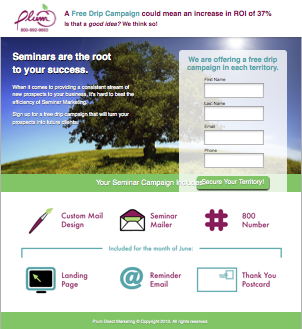 Plum
800-992-9663
A Free Drip Campaign could mean an increase in ROI of 37%
Is that a good idea? We think so!
Seminars are the root
to your success.
When it comes to providing a consistent stream of
new prospects to your business, it's hard to beat the
efficiency of Seminar Marketing.
Sign up for a free drip campaign that will turn your
prospects into future clients.
We are offering a free drip
campaign in each territory.
First Name
Last Name
Email
Phone
Secure Your Territory!
Your Seminar Campaign Includes
Custom Mail
Design
Seminar
Mailer
800
Number
Included for the month of June:
Landing
Page
Reminder
Email
Thank You
Postcard
Plum Direct Marketing © Copyright 2013. All rights reserved.